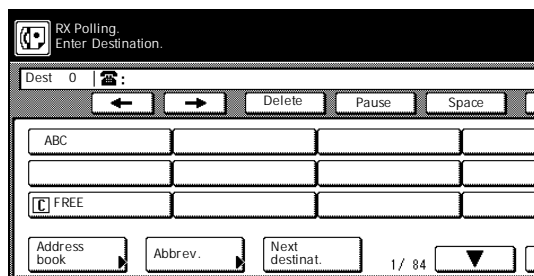 RX Polling.
Enter Destination.
Dest 0 ☎:
Delete Pause Space
ABC
C FREE
Address
book
Abbrev.
Next
destinat.
1/ 84